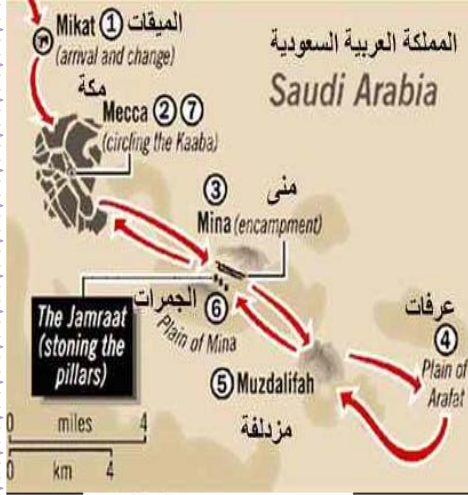 Mikat ① الميقات
(arrival and change)
المملكة العربية السعودية
Saudi Arabia
مكة
Mecca ② ⑦
(circling the Kaaba)
③ منى
Mina (encampment)
الجمرات ⑥
Plain of Mina
The Jamraat
(stoning the
pillars)
عرفات
④
Plain of
Arafat
⑤ Muzdalifah
مزدلفة
0 miles 4
0 km 4